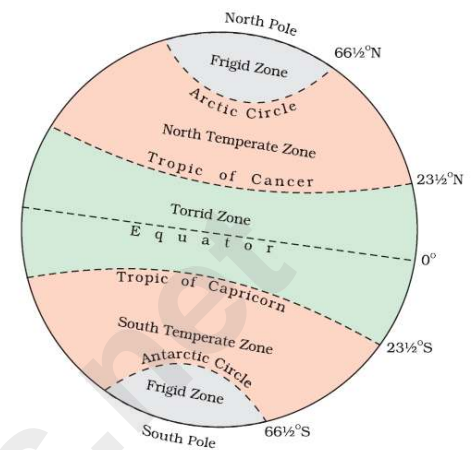 North Pole
66½°N
Frigid Zone
Arctic Circle
North Temperate Zone
Tropic of Cancer
23½°N
Torrid Zone
Equator
0°
Tropic of Capricorn
South Temperate Zone
23½°S
Antarctic Circle
Frigid Zone
66½°S
South Pole